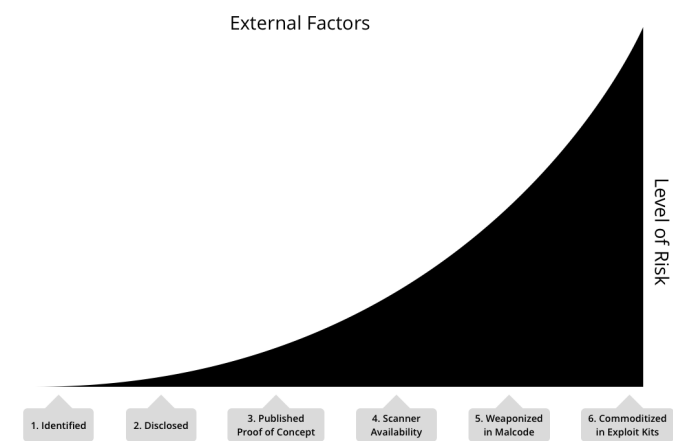 External Factors
Level of Risk
1. Identified
2. Disclosed
3. Published
Proof of Concept
4. Scanner
Availability
5. Weaponized
in Malcode
6. Commoditized
in Exploit Kits